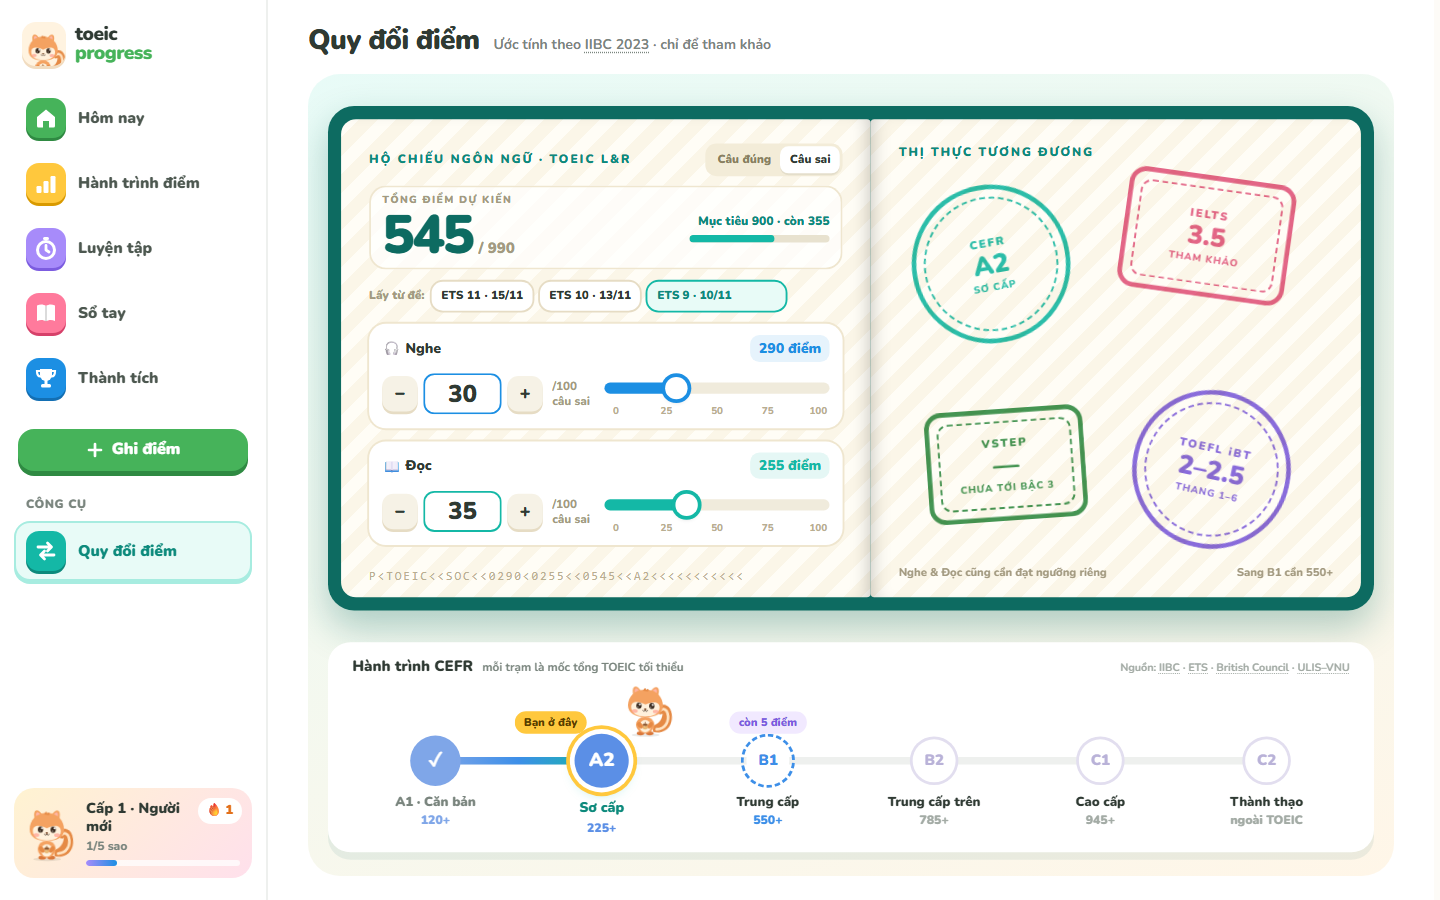 toeic
progress
Hôm nay
Hành trình điểm
Luyện tập
Sổ tay
Thành tích
+ Ghi điểm
CÔNG CỤ
Quy đổi điểm
Cấp 1 · Người mới
1
1/5 sao
Quy đổi điểm
Ước tính theo IIBC 2023 · chỉ để tham khảo
HỘ CHIẾU NGÔN NGỮ · TOEIC L&R
Câu đúng
Câu sai
TỔNG ĐIỂM DỰ KIẾN
545 / 990
Mục tiêu 900 · còn 355
Lấy từ đề:
ETS 11 · 15/11
ETS 10 · 13/11
ETS 9 · 10/11
Nghe
290 điểm
− 30 +
/100
câu sai
0 25 50 75 100
Đọc
255 điểm
− 35 +
/100
câu sai
0 25 50 75 100
P<TOEIC<<SOC<<0290<0255<<0545<<A2<<<<<<<<<<<
THỊ THỰC TƯƠNG ĐƯƠNG
CEFR
A2
SƠ CẤP
IELTS
3.5
THAM KHẢO
VSTEP
—
CHƯA TỚI BẬC 3
TOEFL iBT
2–2.5
THANG 1–6
Nghe & Đọc cũng cần đạt ngưỡng riêng
Sang B1 cần 550+
Hành trình CEFR
mỗi trạm là mốc tổng TOEIC tối thiểu
Nguồn: IIBC · ETS · British Council · ULIS–VNU
Bạn ở đây
còn 5 điểm
✓ A2 B1 B2 C1 C2
A1 · Căn bản
120+
Sơ cấp
225+
Trung cấp
550+
Trung cấp trên
785+
Cao cấp
945+
Thành thạo
ngoài TOEIC